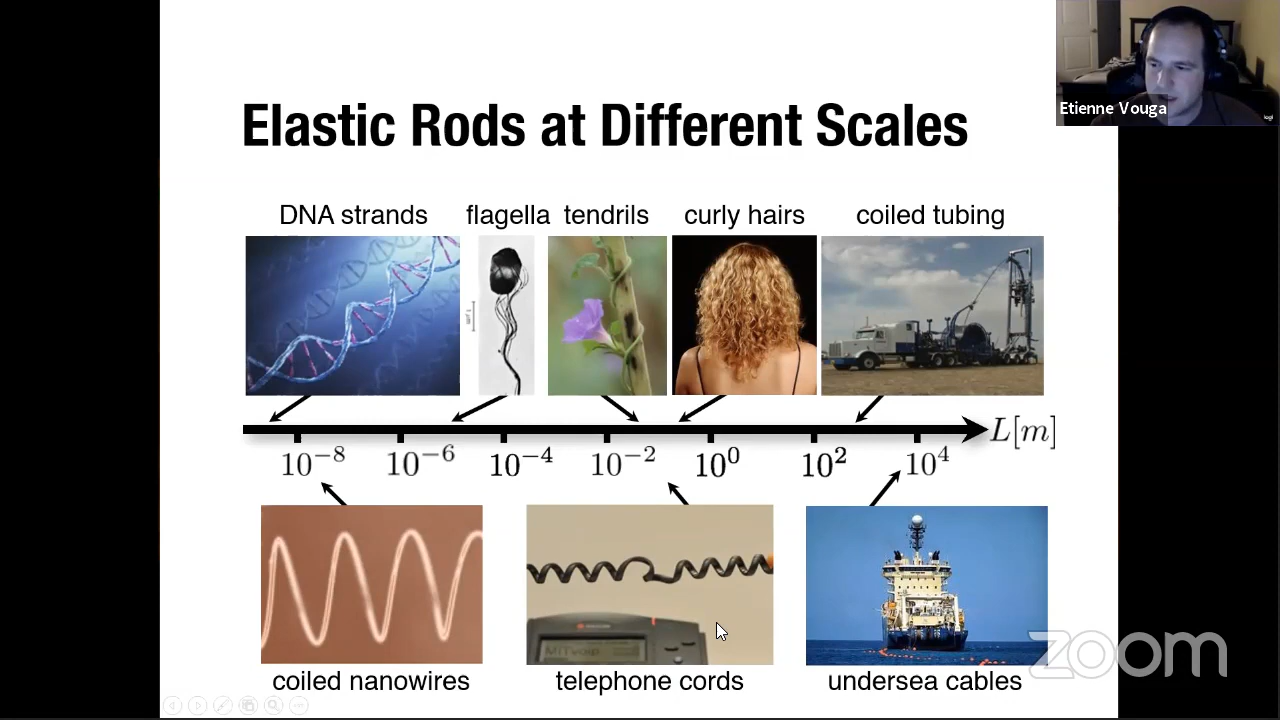 Etienne Vouga
Elastic Rods at Different Scales
DNA strands flagella tendrils curly hairs coiled tubing
L[m]
10⁻⁸ 10⁻⁶ 10⁻⁴ 10⁻² 10⁰ 10² 10⁴
MITvoip
coiled nanowires telephone cords undersea cables
zoom